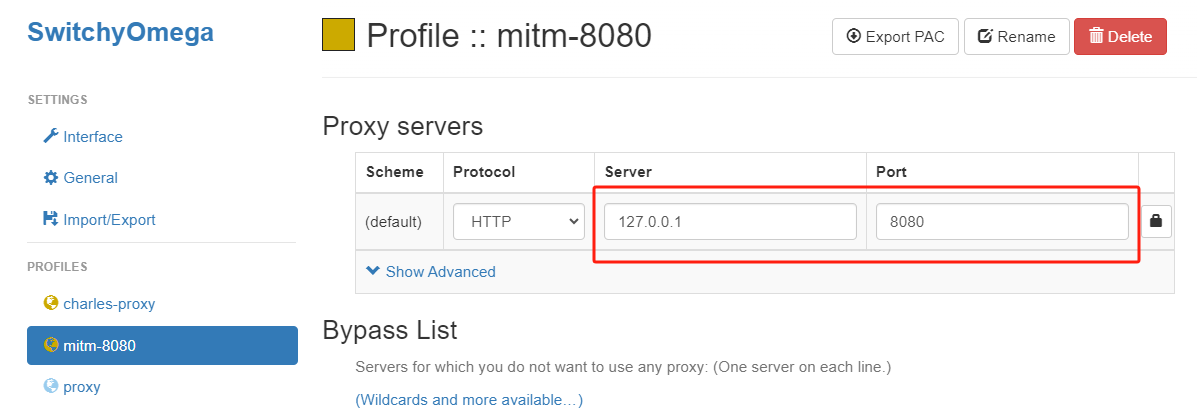 SwitchyOmega
SETTINGS
Interface
General
Import/Export
PROFILES
charles-proxy
mitm-8080
proxy
Profile :: mitm-8080
Export PAC Rename Delete
Proxy servers
Scheme Protocol Server Port
(default) HTTP 127.0.0.1 8080
Show Advanced
Bypass List
Servers for which you do not want to use any proxy: (One server on each line.)
(Wildcards and more available…)